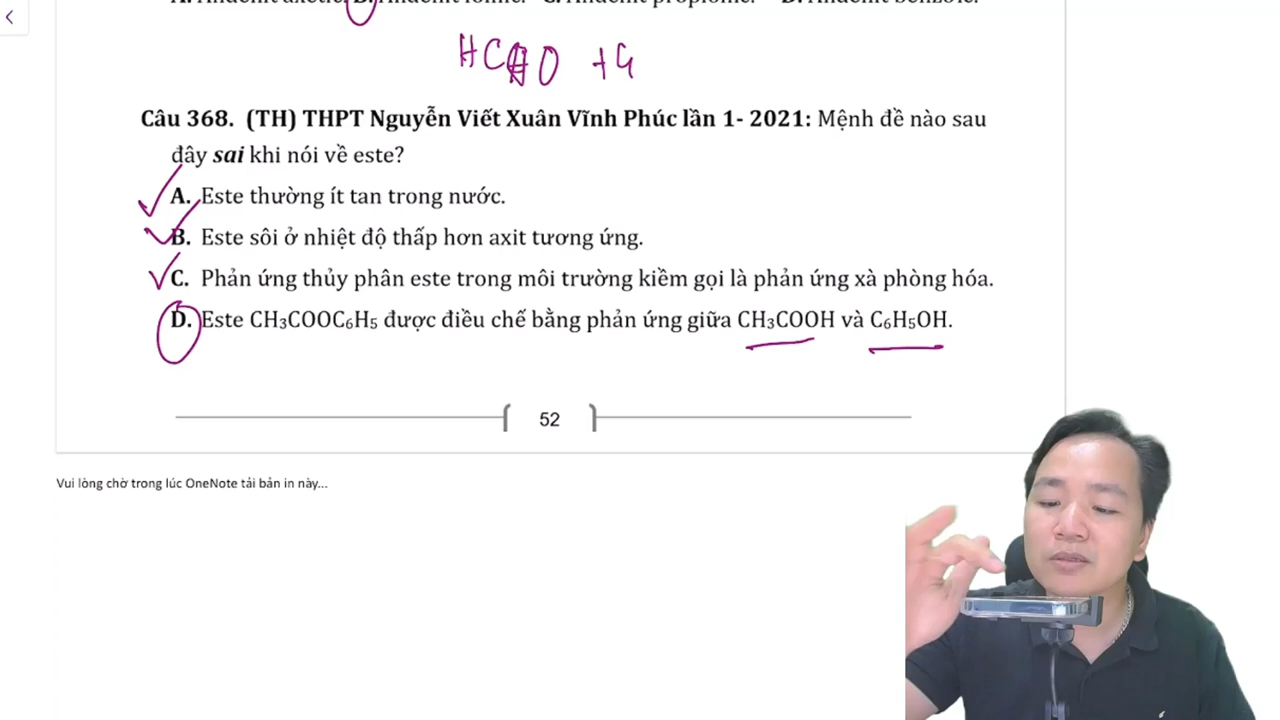 HCHO +G
Câu 368. (TH) THPT Nguyễn Viết Xuân Vĩnh Phúc lần 1- 2021: Mệnh đề nào sau
đây sai khi nói về este?
A. Este thường ít tan trong nước.
B. Este sôi ở nhiệt độ thấp hơn axit tương ứng.
C. Phản ứng thủy phân este trong môi trường kiềm gọi là phản ứng xà phòng hóa.
D. Este CH₃COOC₆H₅ được điều chế bằng phản ứng giữa CH₃COOH và C₆H₅OH.
52
Vui lòng chờ trong lúc OneNote tải bản in này...